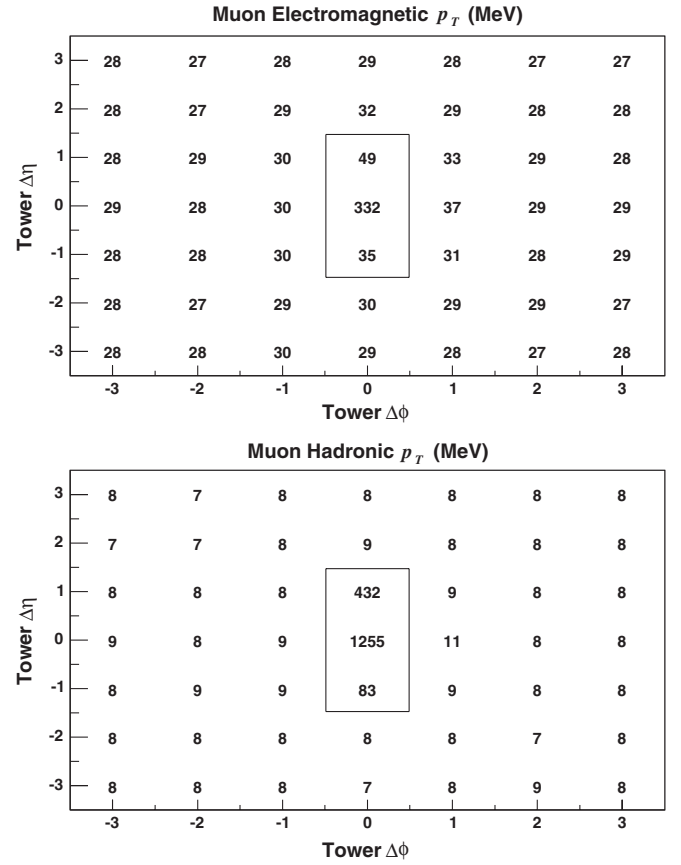 Muon Electromagnetic p_T (MeV)
3 28 27 28 29 28 27 27
2 28 27 29 32 29 28 28
1 28 29 30 49 33 29 28
0 29 28 30 332 37 29 29
-1 28 28 30 35 31 28 29
-2 28 27 29 30 29 29 27
-3 28 28 30 29 28 27 28
Tower Δη
-3 -2 -1 0 1 2 3
Tower Δϕ
Muon Hadronic p_T (MeV)
3 8 7 8 8 8 8 8
2 7 7 8 9 8 8 8
1 8 8 8 432 9 8 8
0 9 8 9 1255 11 8 8
-1 8 9 9 83 9 8 8
-2 8 8 8 8 8 7 8
-3 8 8 8 7 8 9 8
Tower Δη
-3 -2 -1 0 1 2 3
Tower Δϕ